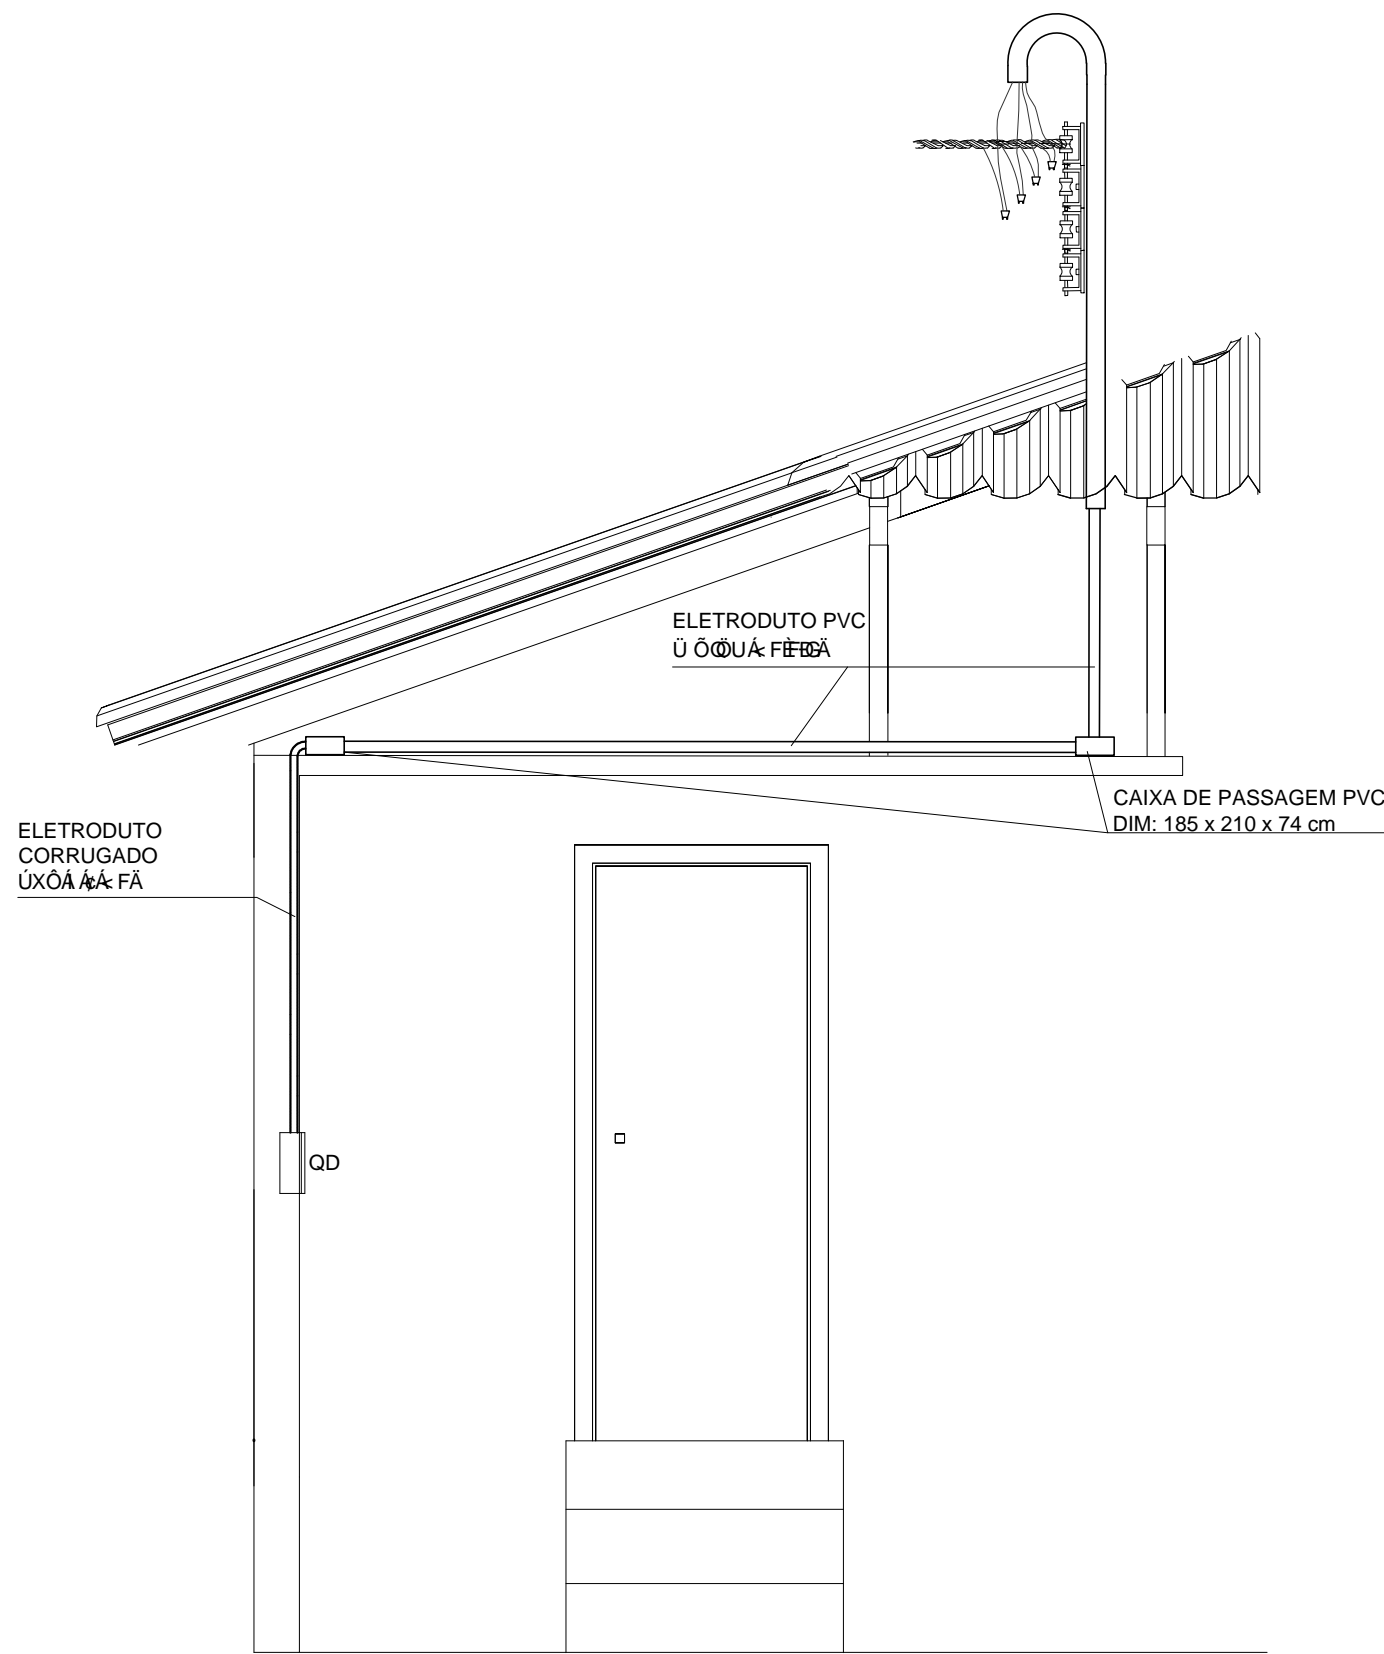 ELETRODUTO PVC
CAIXA DE PASSAGEM PVC
DIM: 185 x 210 x 74 cm
ELETRODUTO
CORRUGADO
QD